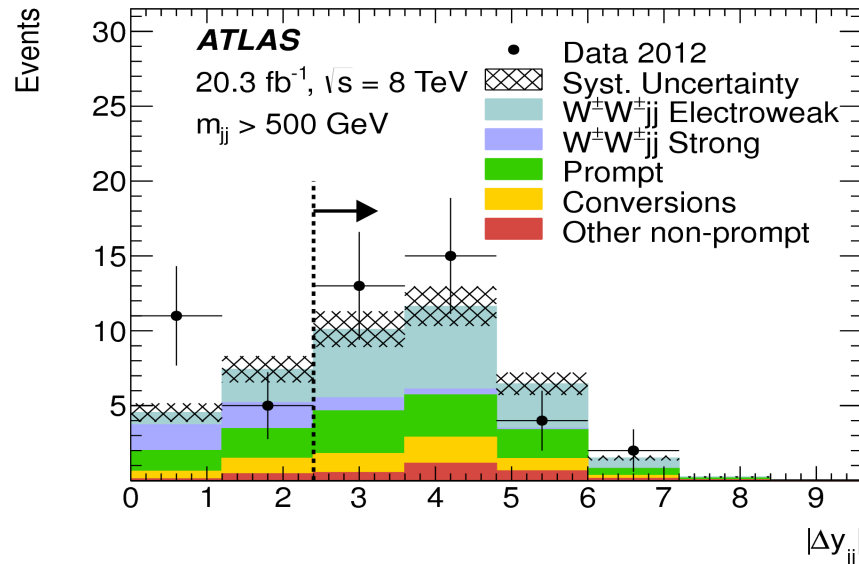 Events
30
25
20
15
10
5
ATLAS
20.3 fb⁻¹, √s = 8 TeV
m_jj > 500 GeV
Data 2012
Syst. Uncertainty
W±W±jj Electroweak
W±W±jj Strong
Prompt
Conversions
Other non-prompt
0 1 2 3 4 5 6 7 8 9
|Δy_jj|